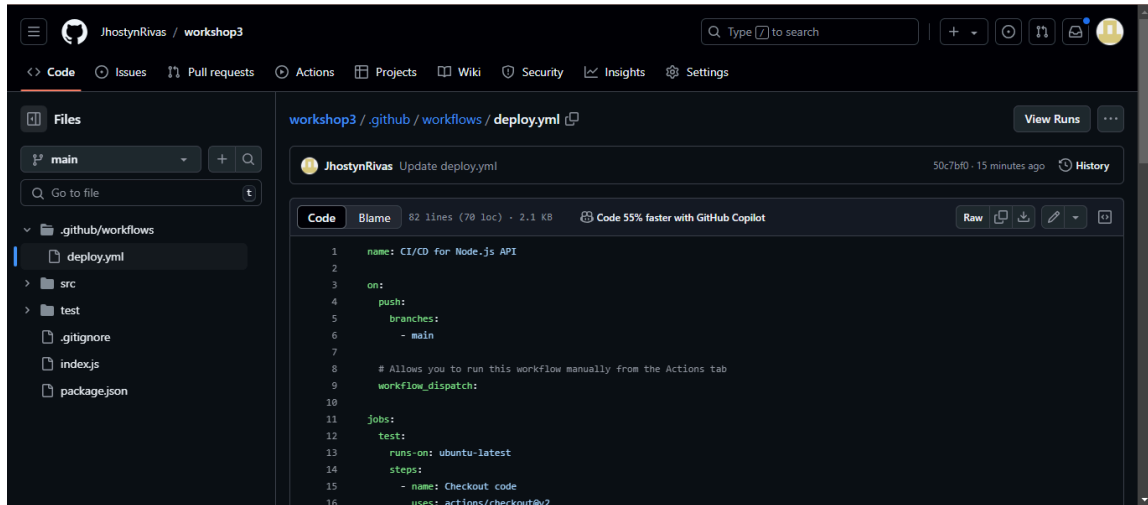 JhostynRivas / workshop3
Type / to search
<> Code Issues Pull requests Actions Projects Wiki Security Insights Settings
Files
main
Go to file t
.github/workflows
deploy.yml
src
test
.gitignore
index.js
package.json
workshop3 / .github / workflows / deploy.yml
View Runs
JhostynRivas Update deploy.yml
50c7bf0 · 15 minutes ago History
Code Blame 82 lines (70 loc) · 2.1 KB Code 55% faster with GitHub Copilot
Raw
1 name: CI/CD for Node.js API
2
3 on:
4 push:
5 branches:
6 - main
7
8 # Allows you to run this workflow manually from the Actions tab
9 workflow_dispatch:
10
11 jobs:
12 test:
13 runs-on: ubuntu-latest
14 steps:
15 - name: Checkout code
16 uses: actions/checkout@v2